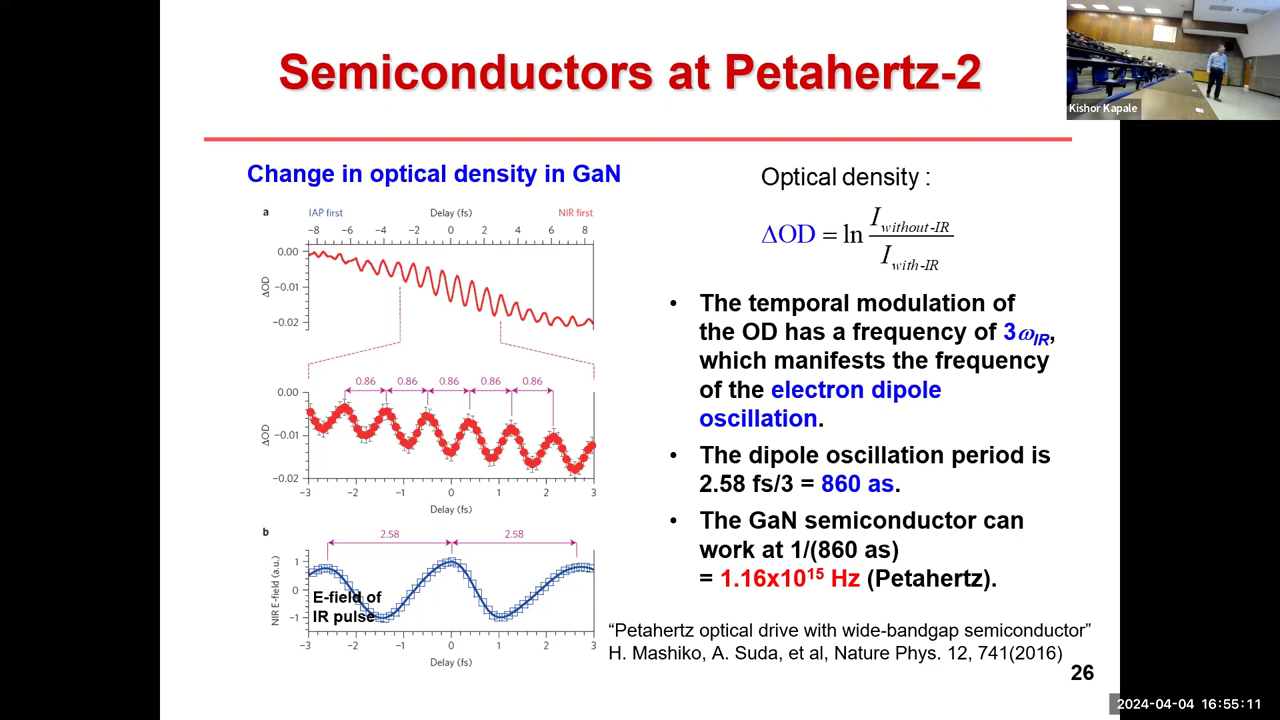 Semiconductors at Petahertz-2
Kishor Kapale
Change in optical density in GaN
a
IAP first
Delay (fs)
NIR first
−8 −6 −4 −2 0 2 4 6 8
0.00
−0.01
−0.02
ΔOD
0.86 0.86 0.86 0.86 0.86
0.00
−0.01
−0.02
ΔOD
−3 −2 −1 0 1 2 3
Delay (fs)
b
2.58 2.58
1
0
−1
NIR E-field (a.u.)
E-field of
IR pulse
−3 −2 −1 0 1 2 3
Delay (fs)
Optical density :
ΔOD = ln I without-IR / I with-IR
• The temporal modulation of
the OD has a frequency of 3ωIR,
which manifests the frequency
of the electron dipole
oscillation.
• The dipole oscillation period is
2.58 fs/3 = 860 as.
• The GaN semiconductor can
work at 1/(860 as)
= 1.16x10¹⁵ Hz (Petahertz).
“Petahertz optical drive with wide-bandgap semiconductor”
H. Mashiko, A. Suda, et al, Nature Phys. 12, 741(2016)
26
2024-04-04 16:55:11